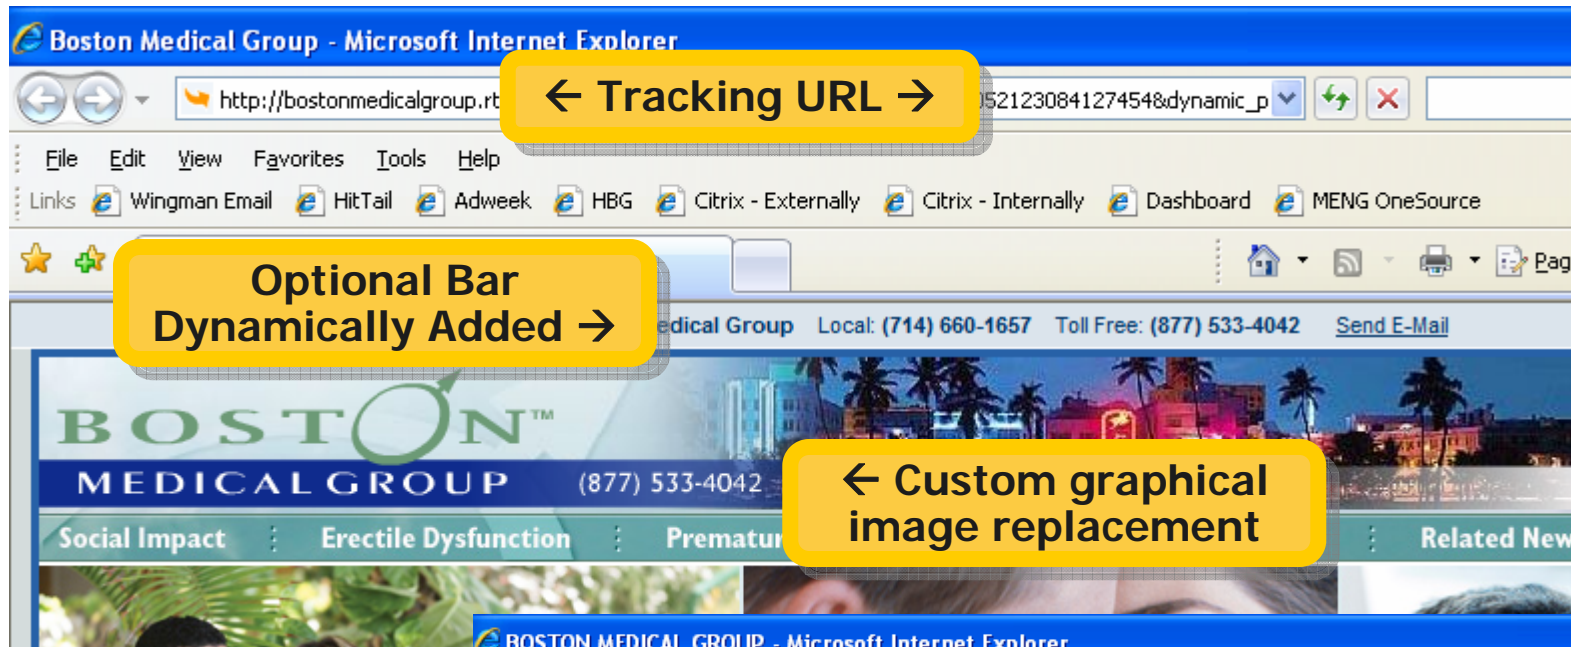 Boston Medical Group - Microsoft Internet Explorer
← Tracking URL →
http://bostonmedicalgroup.rt
0521230841274548&dynamic_p
File Edit View Favorites Tools Help
Links Wingman Email HitTail Adweek HBG Citrix - Externally Citrix - Internally Dashboard MENG OneSource
Optional Bar
Dynamically Added →
Pag
edical Group Local: (714) 660-1657 Toll Free: (877) 533-4042 Send E-Mail
BOSTON™
MEDICAL GROUP (877) 533-4042
← Custom graphical
image replacement
Social Impact Erectile Dysfunction Prematur Related New
BOSTON MEDICAL GROUP - Microsoft Internet Explorer